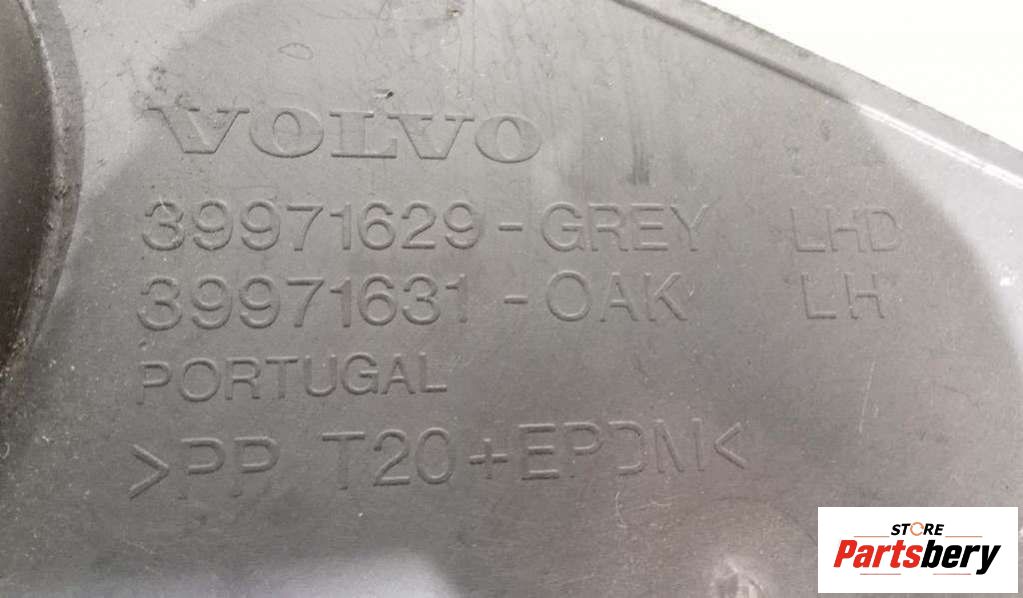 VOLVO
39971629-GREY LHD
39971631-OAK LH
PORTUGAL
>PP T20+EPDM<
STORE
Partsbery